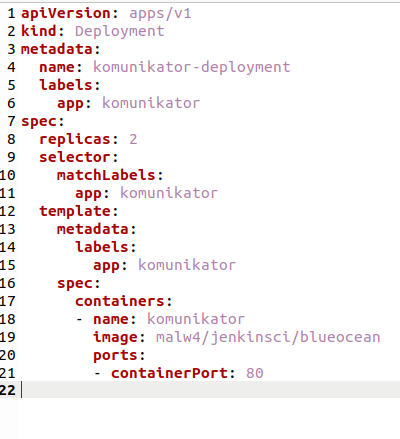 1 apiVersion: apps/v1
2 kind: Deployment
3 metadata:
4   name: komunikator-deployment
5   labels:
6     app: komunikator
7 spec:
8   replicas: 2
9   selector:
10     matchLabels:
11       app: komunikator
12   template:
13     metadata:
14       labels:
15         app: komunikator
16     spec:
17       containers:
18       - name: komunikator
19         image: malw4/jenkinsci/blueocean
20         ports:
21         - containerPort: 80
22